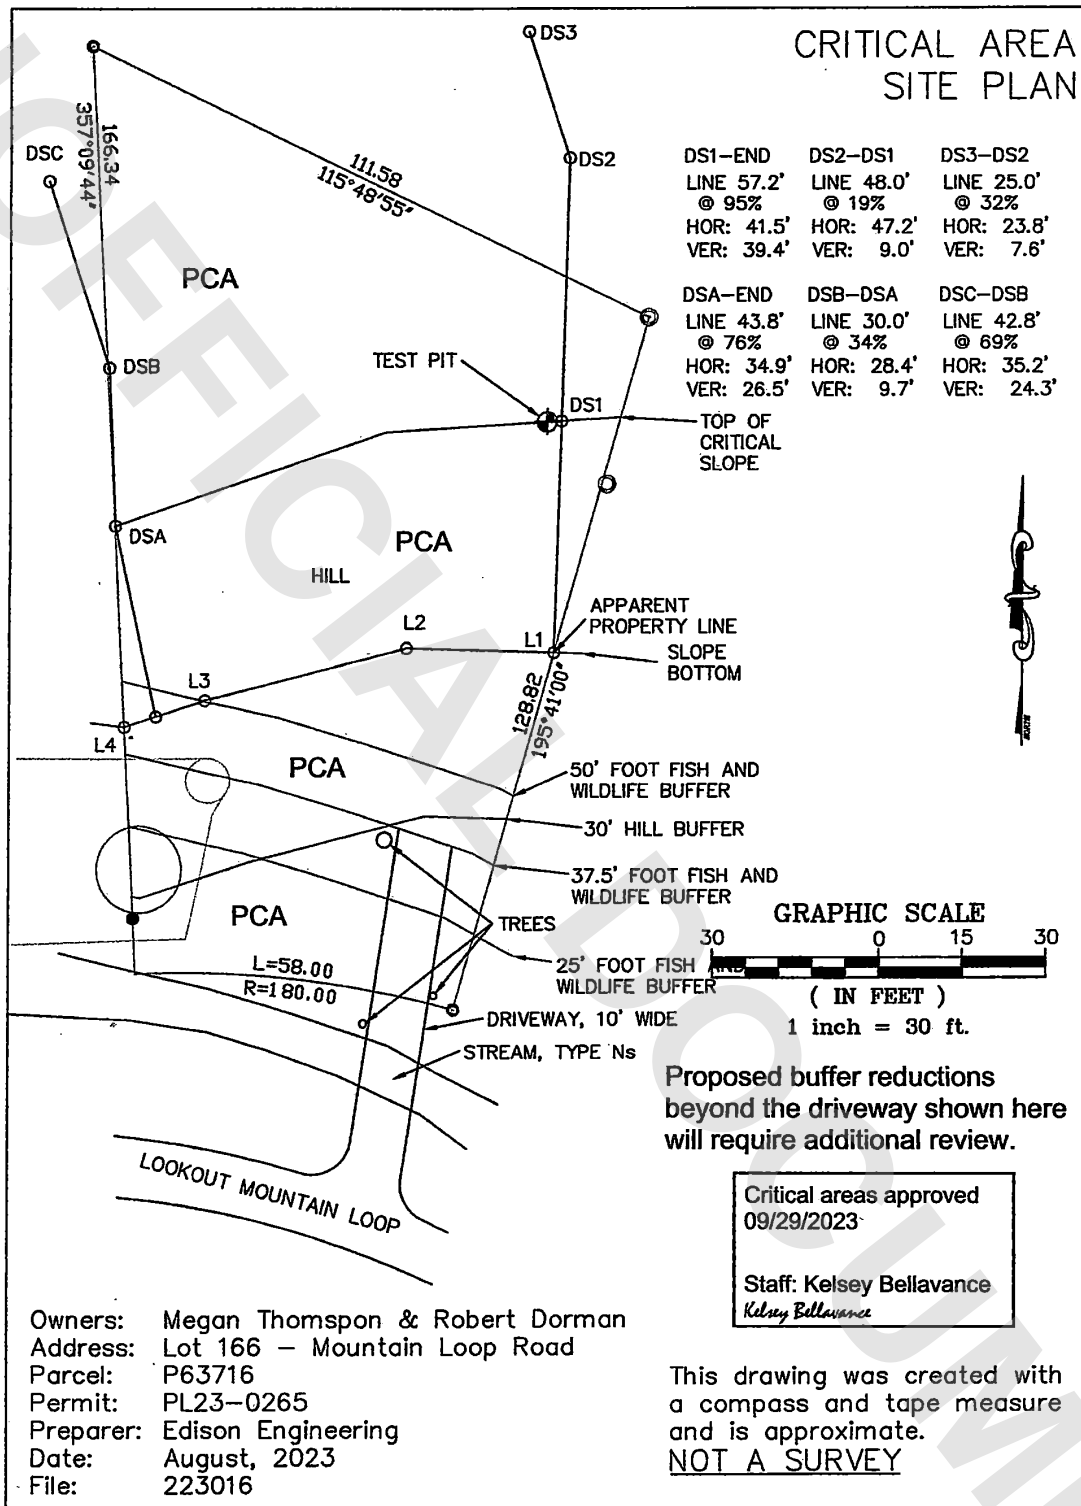 CRITICAL AREA
SITE PLAN
DS3
DS2
DSC
166.34
357°09'44"
111.58
115°48'55"
DS1-END DS2-DS1 DS3-DS2
LINE 57.2' LINE 48.0' LINE 25.0'
@ 95% @ 19% @ 32%
HOR: 41.5' HOR: 47.2' HOR: 23.8'
VER: 39.4' VER: 9.0' VER: 7.6'
DSA-END DSB-DSA DSC-DSB
LINE 43.8' LINE 30.0' LINE 42.8'
@ 76% @ 34% @ 69%
HOR: 34.9' HOR: 28.4' HOR: 35.2'
VER: 26.5' VER: 9.7' VER: 24.3'
PCA
DSB
TEST PIT
DS1
TOP OF
CRITICAL
SLOPE
DSA
PCA
HILL
APPARENT
PROPERTY LINE
L2
L1
SLOPE
BOTTOM
L3
128.82
195°41'00"
NORTH
L4
PCA
50' FOOT FISH AND
WILDLIFE BUFFER
30' HILL BUFFER
37.5' FOOT FISH AND
WILDLIFE BUFFER
PCA
TREES
GRAPHIC SCALE
30 0 15 30
( IN FEET )
1 inch = 30 ft.
25' FOOT FISH AND
WILDLIFE BUFFER
L=58.00
R=180.00
DRIVEWAY, 10' WIDE
STREAM, TYPE Ns
LOOKOUT MOUNTAIN LOOP
Proposed buffer reductions
beyond the driveway shown here
will require additional review.
Critical areas approved
09/29/2023
Staff: Kelsey Bellavance
Kelsey Bellavance
Owners: Megan Thomspon & Robert Dorman
Address: Lot 166 - Mountain Loop Road
Parcel: P63716
Permit: PL23-0265
Preparer: Edison Engineering
Date: August, 2023
File: 223016
This drawing was created with
a compass and tape measure
and is approximate.
NOT A SURVEY
OFFICIAL DOCUM